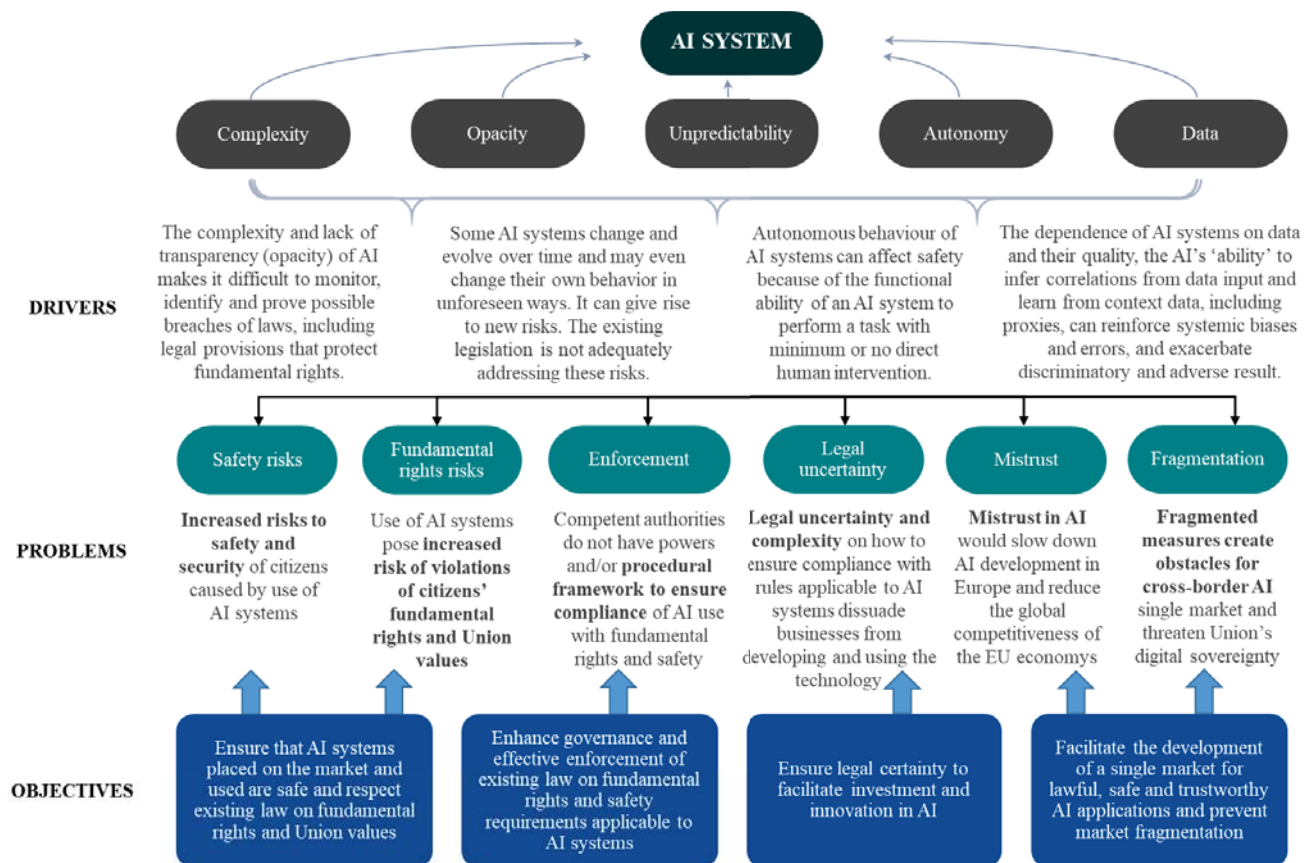 AI SYSTEM
Complexity
Opacity
Unpredictability
Autonomy
Data
DRIVERS
The complexity and lack of
transparency (opacity) of AI
makes it difficult to monitor,
identify and prove possible
breaches of laws, including
legal provisions that protect
fundamental rights.
Some AI systems change and
evolve over time and may even
change their own behavior in
unforeseen ways. It can give rise
to new risks. The existing
legislation is not adequately
addressing these risks.
Autonomous behaviour of
AI systems can affect safety
because of the functional
ability of an AI system to
perform a task with
minimum or no direct
human intervention.
The dependence of AI systems on data
and their quality, the AI's 'ability' to
infer correlations from data input and
learn from context data, including
proxies, can reinforce systemic biases
and errors, and exacerbate
discriminatory and adverse result.
PROBLEMS
Safety risks
Increased risks to
safety and
security of citizens
caused by use of
AI systems
Fundamental
rights risks
Use of AI systems
pose increased
risk of violations
of citizens'
fundamental
rights and Union
values
Enforcement
Competent authorities
do not have powers
and/or procedural
framework to ensure
compliance of AI use
with fundamental
rights and safety
Legal
uncertainty
Legal uncertainty and
complexity on how to
ensure compliance with
rules applicable to AI
systems dissuade
businesses from
developing and using the
technology
Mistrust
Mistrust in AI
would slow down
AI development in
Europe and reduce
the global
competitiveness of
the EU economys
Fragmentation
Fragmented
measures create
obstacles for
cross-border AI
single market and
threaten Union's
digital sovereignty
OBJECTIVES
Ensure that AI systems
placed on the market and
used are safe and respect
existing law on fundamental
rights and Union values
Enhance governance and
effective enforcement of
existing law on fundamental
rights and safety
requirements applicable to
AI systems
Ensure legal certainty to
facilitate investment and
innovation in AI
Facilitate the development
of a single market for
lawful, safe and trustworthy
AI applications and prevent
market fragmentation